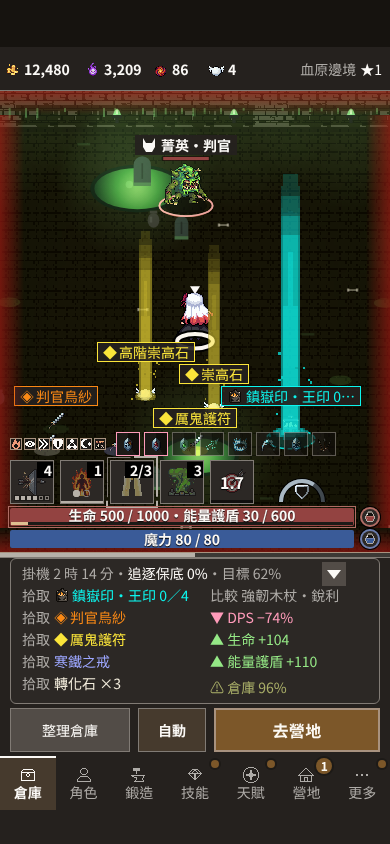 12,480 3,209 86 4 血原邊境 ★1
菁英・判官
高階崇高石
崇高石
判官烏紗
鎮嶽印・王印 0…
厲鬼護符
4 1 2/3 3 1/7
生命 500 / 1000・能量護盾 30 / 600
魔力 80 / 80
掛機 2 時 14 分・追逐保底 0%・目標 62%
拾取 鎮嶽印・王印 0／4
比較 強韌木杖・銳利
拾取 判官烏紗
▼ DPS −74%
拾取 厲鬼護符
▲ 生命 +104
拾取 寒鐵之戒
▲ 能量護盾 +110
拾取 轉化石 ×3
⚠ 倉庫 96%
整理倉庫 自動 去營地
1
倉庫 角色 鍛造 技能 天賦 營地 更多